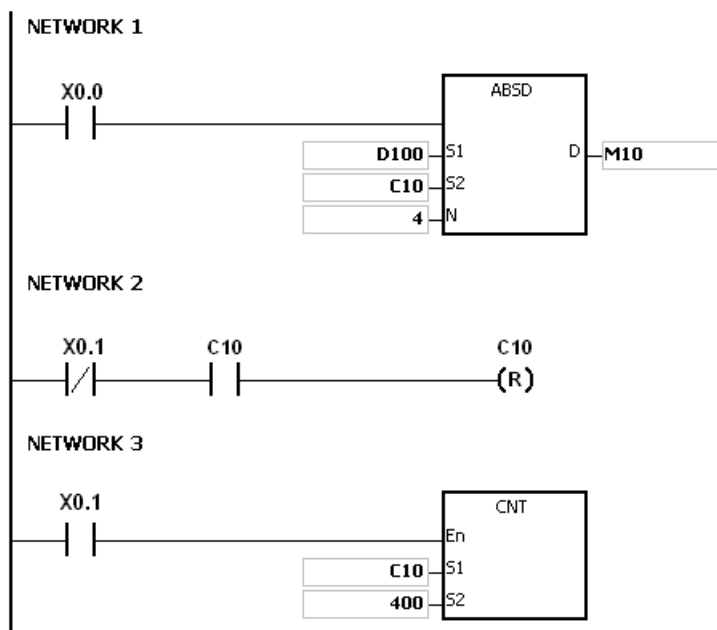 NETWORK 1
X0.0
ABSD
D100 S1 D M10
C10 S2
4 N
NETWORK 2
X0.1 C10 C10
(R)
NETWORK 3
X0.1
CNT
En
C10 S1
400 S2